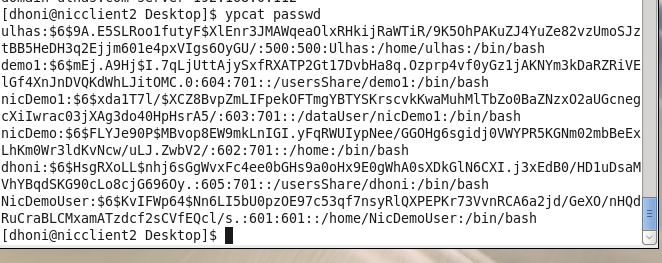 [dhoni@nicclient2 Desktop]$ ypcat passwd
ulhas:$6$9A.E5SLRoo1futyF$XlEnr3JMAWqeaOlxRHkijRaWTiR/9K5OhPAKuZJ4YuZe82vzUmoSJz
tBB5HeDH3q2Ejjm601e4pxVIgs6OyGU/:500:500:Ulhas:/home/ulhas:/bin/bash
demo1:$6$mEj.A9Hj$I.7qLjUttAjySxfRXATP2Gt17DvbHa8q.Ozprp4vf0yGz1jAKNYm3kDaRZRiVE
lGf4XnJnDVQKdWhLJitOMC.0:604:701::/usersShare/demo1:/bin/bash
nicDemo1:$6$xda1T7l/$XCZ8BvpZmLIFpekOFTmgYBTYSKrscvkKwaMuhMlTbZo0BaZNzxO2aUGcneg
cXiIwrac03jXAg3do40HpHsrA5/:603:701::/dataUser/nicDemo1:/bin/bash
nicDemo:$6$FLYJe90P$MBvop8EW9mkLnIGI.yFqRWUIypNee/GGOHg6sgidj0VWYPR5KGNm02mbBeEx
LhKm0Wr3ldKvNcw/uLJ.ZwbV2/:602:701::/home:/bin/bash
dhoni:$6$HsgRXoLL$nhj6sGgWvxFc4ee0bGHs9a0oHx9E0gWhA0sXDkGlN6CXI.j3xEdB0/HD1uDsaM
VhYBqdSKG90cLo8cjG696Oy.:605:701::/usersShare/dhoni:/bin/bash
NicDemoUser:$6$KvIFWp64$Nn6LI5bU0pzOE97c53qf7nsyRlQXPEPKr73VvnRCA6a2jd/GeXO/nHQd
RuCraBLCMxamATzdcf2sCVfEQcl/s.:601:601::/home/NicDemoUser:/bin/bash
[dhoni@nicclient2 Desktop]$